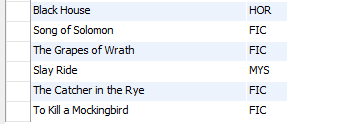 Black House HOR
Song of Solomon FIC
The Grapes of Wrath FIC
Slay Ride MYS
The Catcher in the Rye FIC
To Kill a Mockingbird FIC